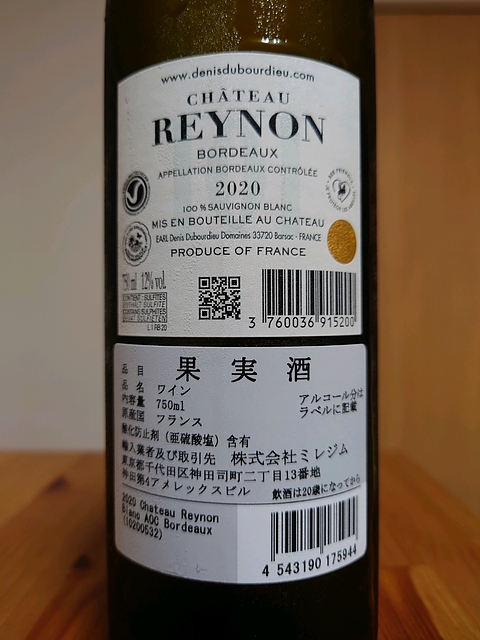 www.denisdubourdieu.com
CHÂTEAU
REYNON
BORDEAUX
APPELLATION BORDEAUX CONTRÔLÉE
2020
100 % SAUVIGNON BLANC
MIS EN BOUTEILLE AU CHATEAU
EARL Denis Dubourdieu Domaines 33720 Barsac - FRANCE
PRODUCE OF FRANCE
750 ml 12% vol.
L1RB20
3 760036 915200
品目 果実酒
品名 ワイン
内容量 750ml
原産国 フランス
アルコール分は
ラベルに記載
酸化防止剤（亜硫酸塩）含有
輸入業者及び取引先 株式会社ミレジム
東京都千代田区神田司町二丁目13番地
神田第4アメレックスビル
飲酒は20歳になってから
2020 Chateau Reynon
Blanc AOC Bordeaux
(10200532)
4 543190 175944